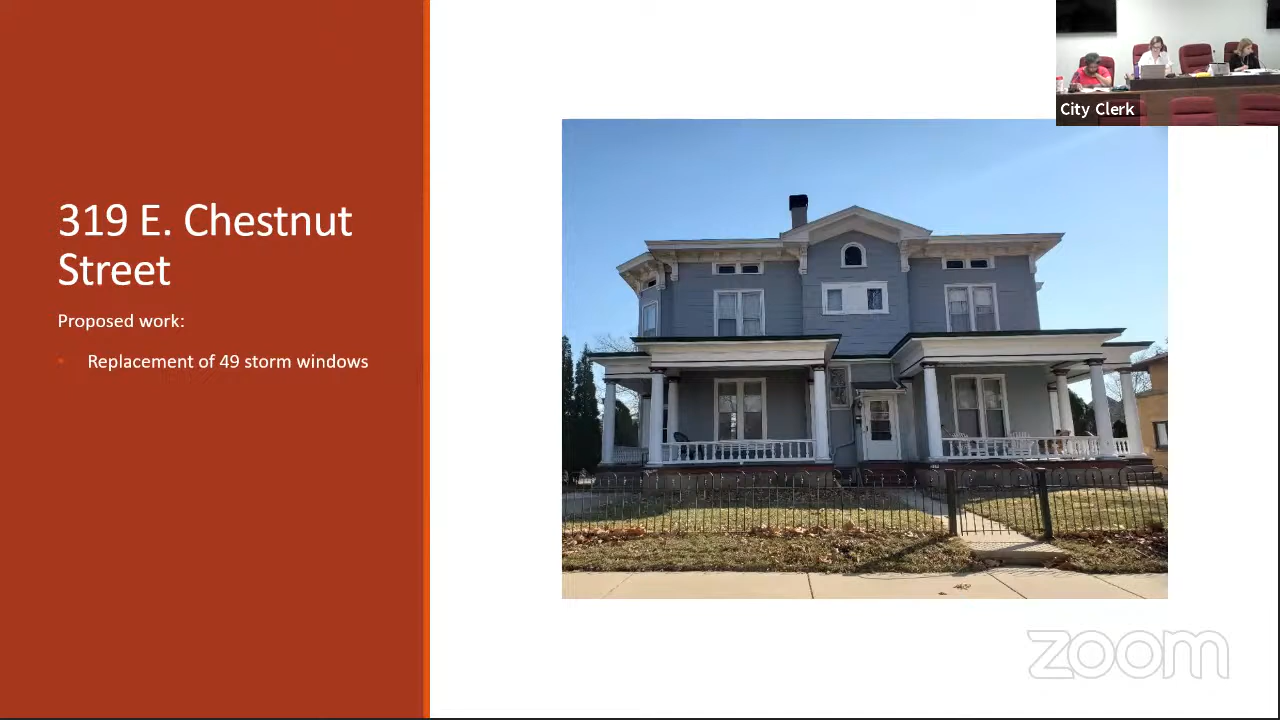 City Clerk
319 E. Chestnut
Street
Proposed work:
Replacement of 49 storm windows
zoom